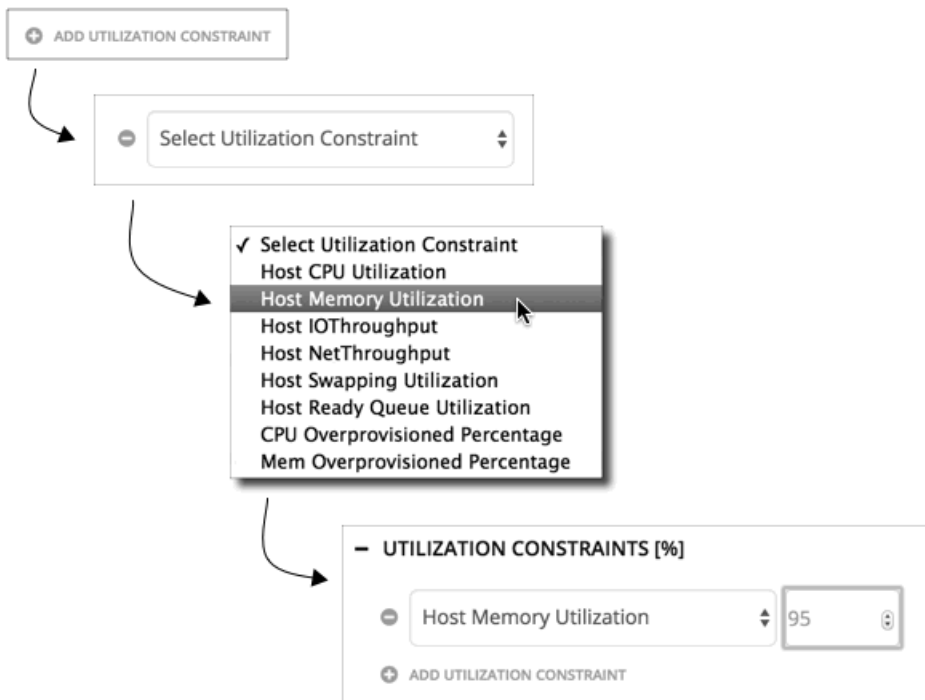 ADD UTILIZATION CONSTRAINT
Select Utilization Constraint
✓ Select Utilization Constraint
Host CPU Utilization
Host Memory Utilization
Host IOThroughput
Host NetThroughput
Host Swapping Utilization
Host Ready Queue Utilization
CPU Overprovisioned Percentage
Mem Overprovisioned Percentage
– UTILIZATION CONSTRAINTS [%]
Host Memory Utilization 95
ADD UTILIZATION CONSTRAINT